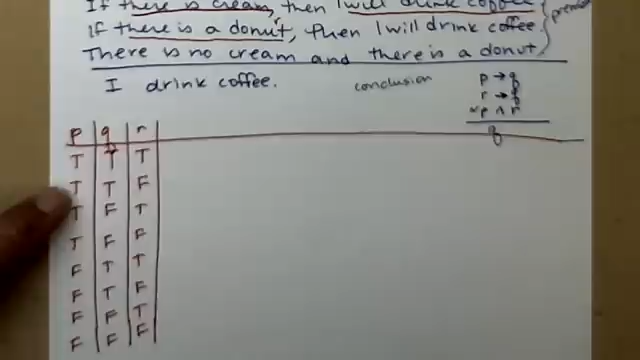 If there is cream, then I will drink coffee
If there is a donut, then I will drink coffee.
There is no cream and there is a donut
premises
I drink coffee.
conclusion
p → q
r → q
~p ∧ r
q
p q r
T T T
T T F
T F T
T F F
F T T
F T F
F F T
F F F